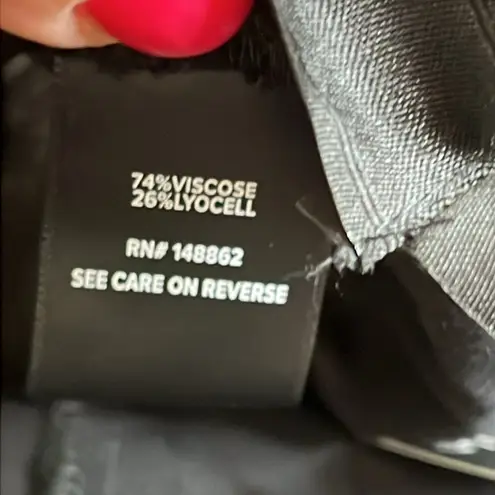 74%VISCOSE
26%LYOCELL
RN# 148862
SEE CARE ON REVERSE